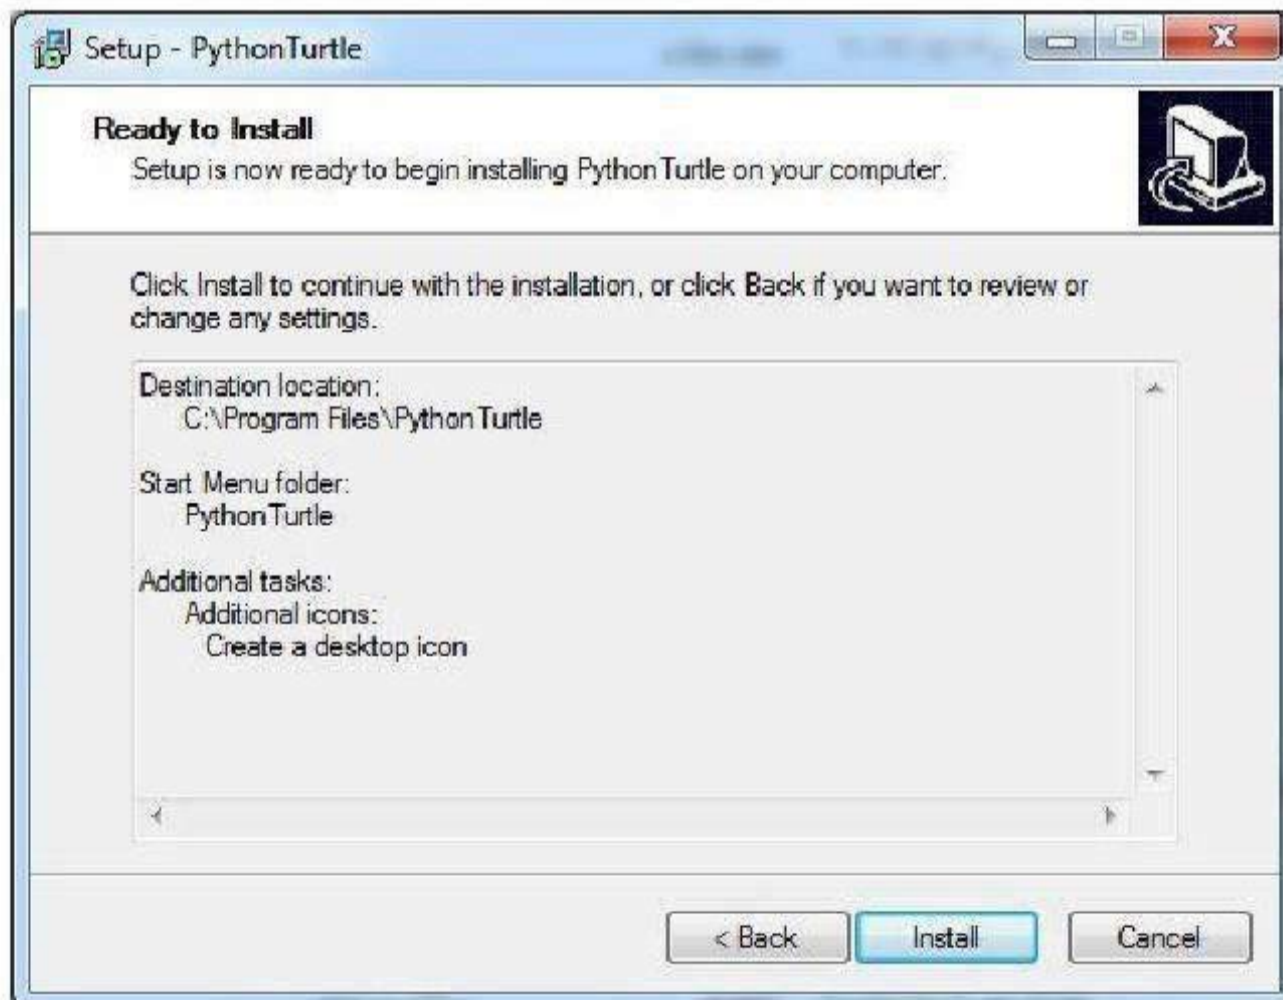 Setup - PythonTurtle
Ready to Install
Setup is now ready to begin installing PythonTurtle on your computer.
Click Install to continue with the installation, or click Back if you want to review or
change any settings.
Destination location:
C:\Program Files\PythonTurtle
Start Menu folder:
PythonTurtle
Additional tasks:
Additional icons:
Create a desktop icon
< Back
Install
Cancel